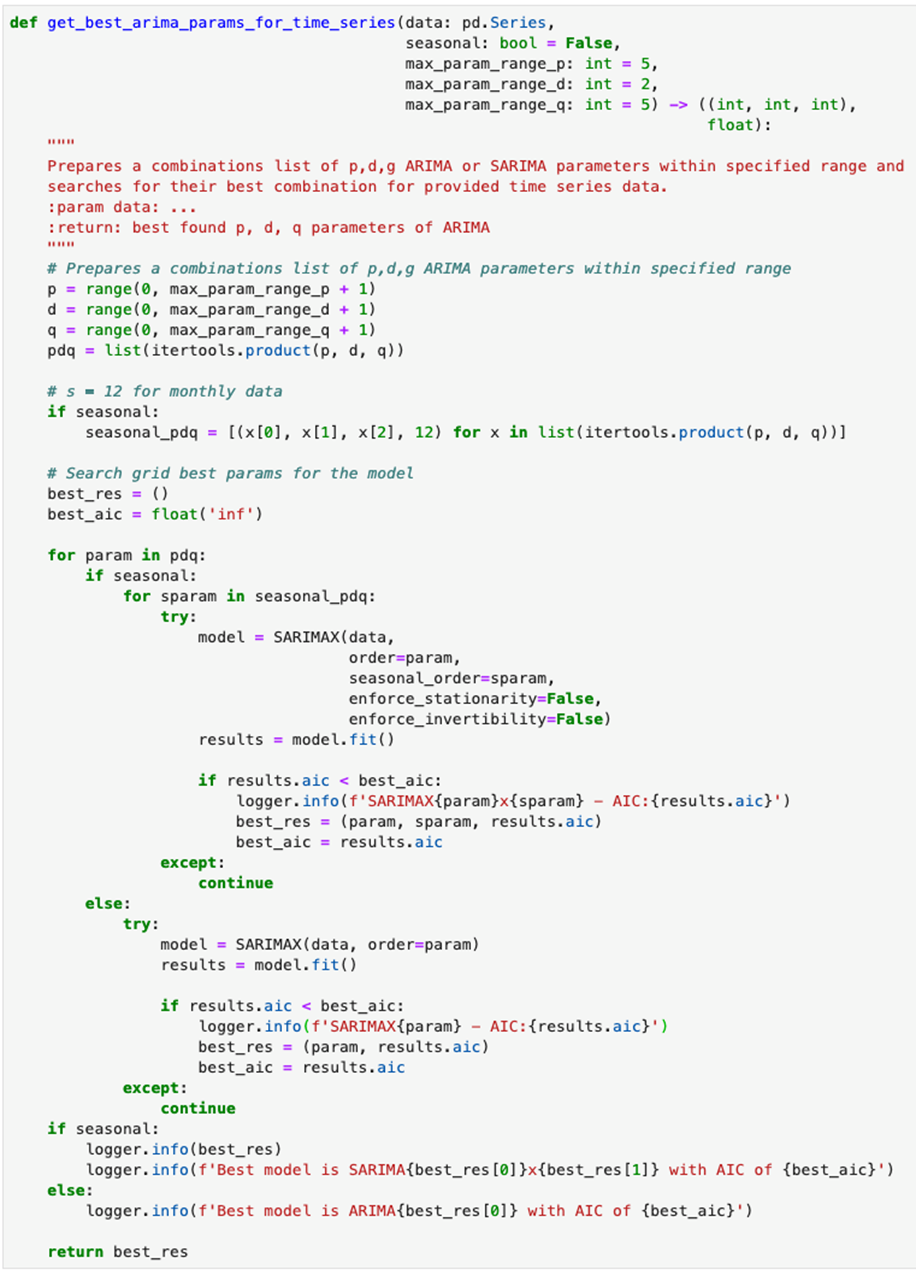 def get_best_arima_params_for_time_series(data: pd.Series,
                                          seasonal: bool = False,
                                          max_param_range_p: int = 5,
                                          max_param_range_d: int = 2,
                                          max_param_range_q: int = 5) -> ((int, int, int),
                                                                          float):
    """
    Prepares a combinations list of p,d,g ARIMA or SARIMA parameters within specified range and
    searches for their best combination for provided time series data.
    :param data: ...
    :return: best found p, d, q parameters of ARIMA
    """
    # Prepares a combinations list of p,d,g ARIMA parameters within specified range
    p = range(0, max_param_range_p + 1)
    d = range(0, max_param_range_d + 1)
    q = range(0, max_param_range_q + 1)
    pdq = list(itertools.product(p, d, q))

    # s = 12 for monthly data
    if seasonal:
        seasonal_pdq = [(x[0], x[1], x[2], 12) for x in list(itertools.product(p, d, q))]

    # Search grid best params for the model
    best_res = ()
    best_aic = float('inf')

    for param in pdq:
        if seasonal:
            for sparam in seasonal_pdq:
                try:
                    model = SARIMAX(data,
                                    order=param,
                                    seasonal_order=sparam,
                                    enforce_stationarity=False,
                                    enforce_invertibility=False)
                    results = model.fit()

                    if results.aic < best_aic:
                        logger.info(f'SARIMAX{param}x{sparam} - AIC:{results.aic}')
                        best_res = (param, sparam, results.aic)
                        best_aic = results.aic
                except:
                    continue
        else:
            try:
                model = SARIMAX(data, order=param)
                results = model.fit()

                if results.aic < best_aic:
                    logger.info(f'SARIMAX{param} - AIC:{results.aic}')
                    best_res = (param, results.aic)
                    best_aic = results.aic
            except:
                continue
    if seasonal:
        logger.info(best_res)
        logger.info(f'Best model is SARIMA{best_res[0]}x{best_res[1]} with AIC of {best_aic}')
    else:
        logger.info(f'Best model is ARIMA{best_res[0]} with AIC of {best_aic}')

    return best_res